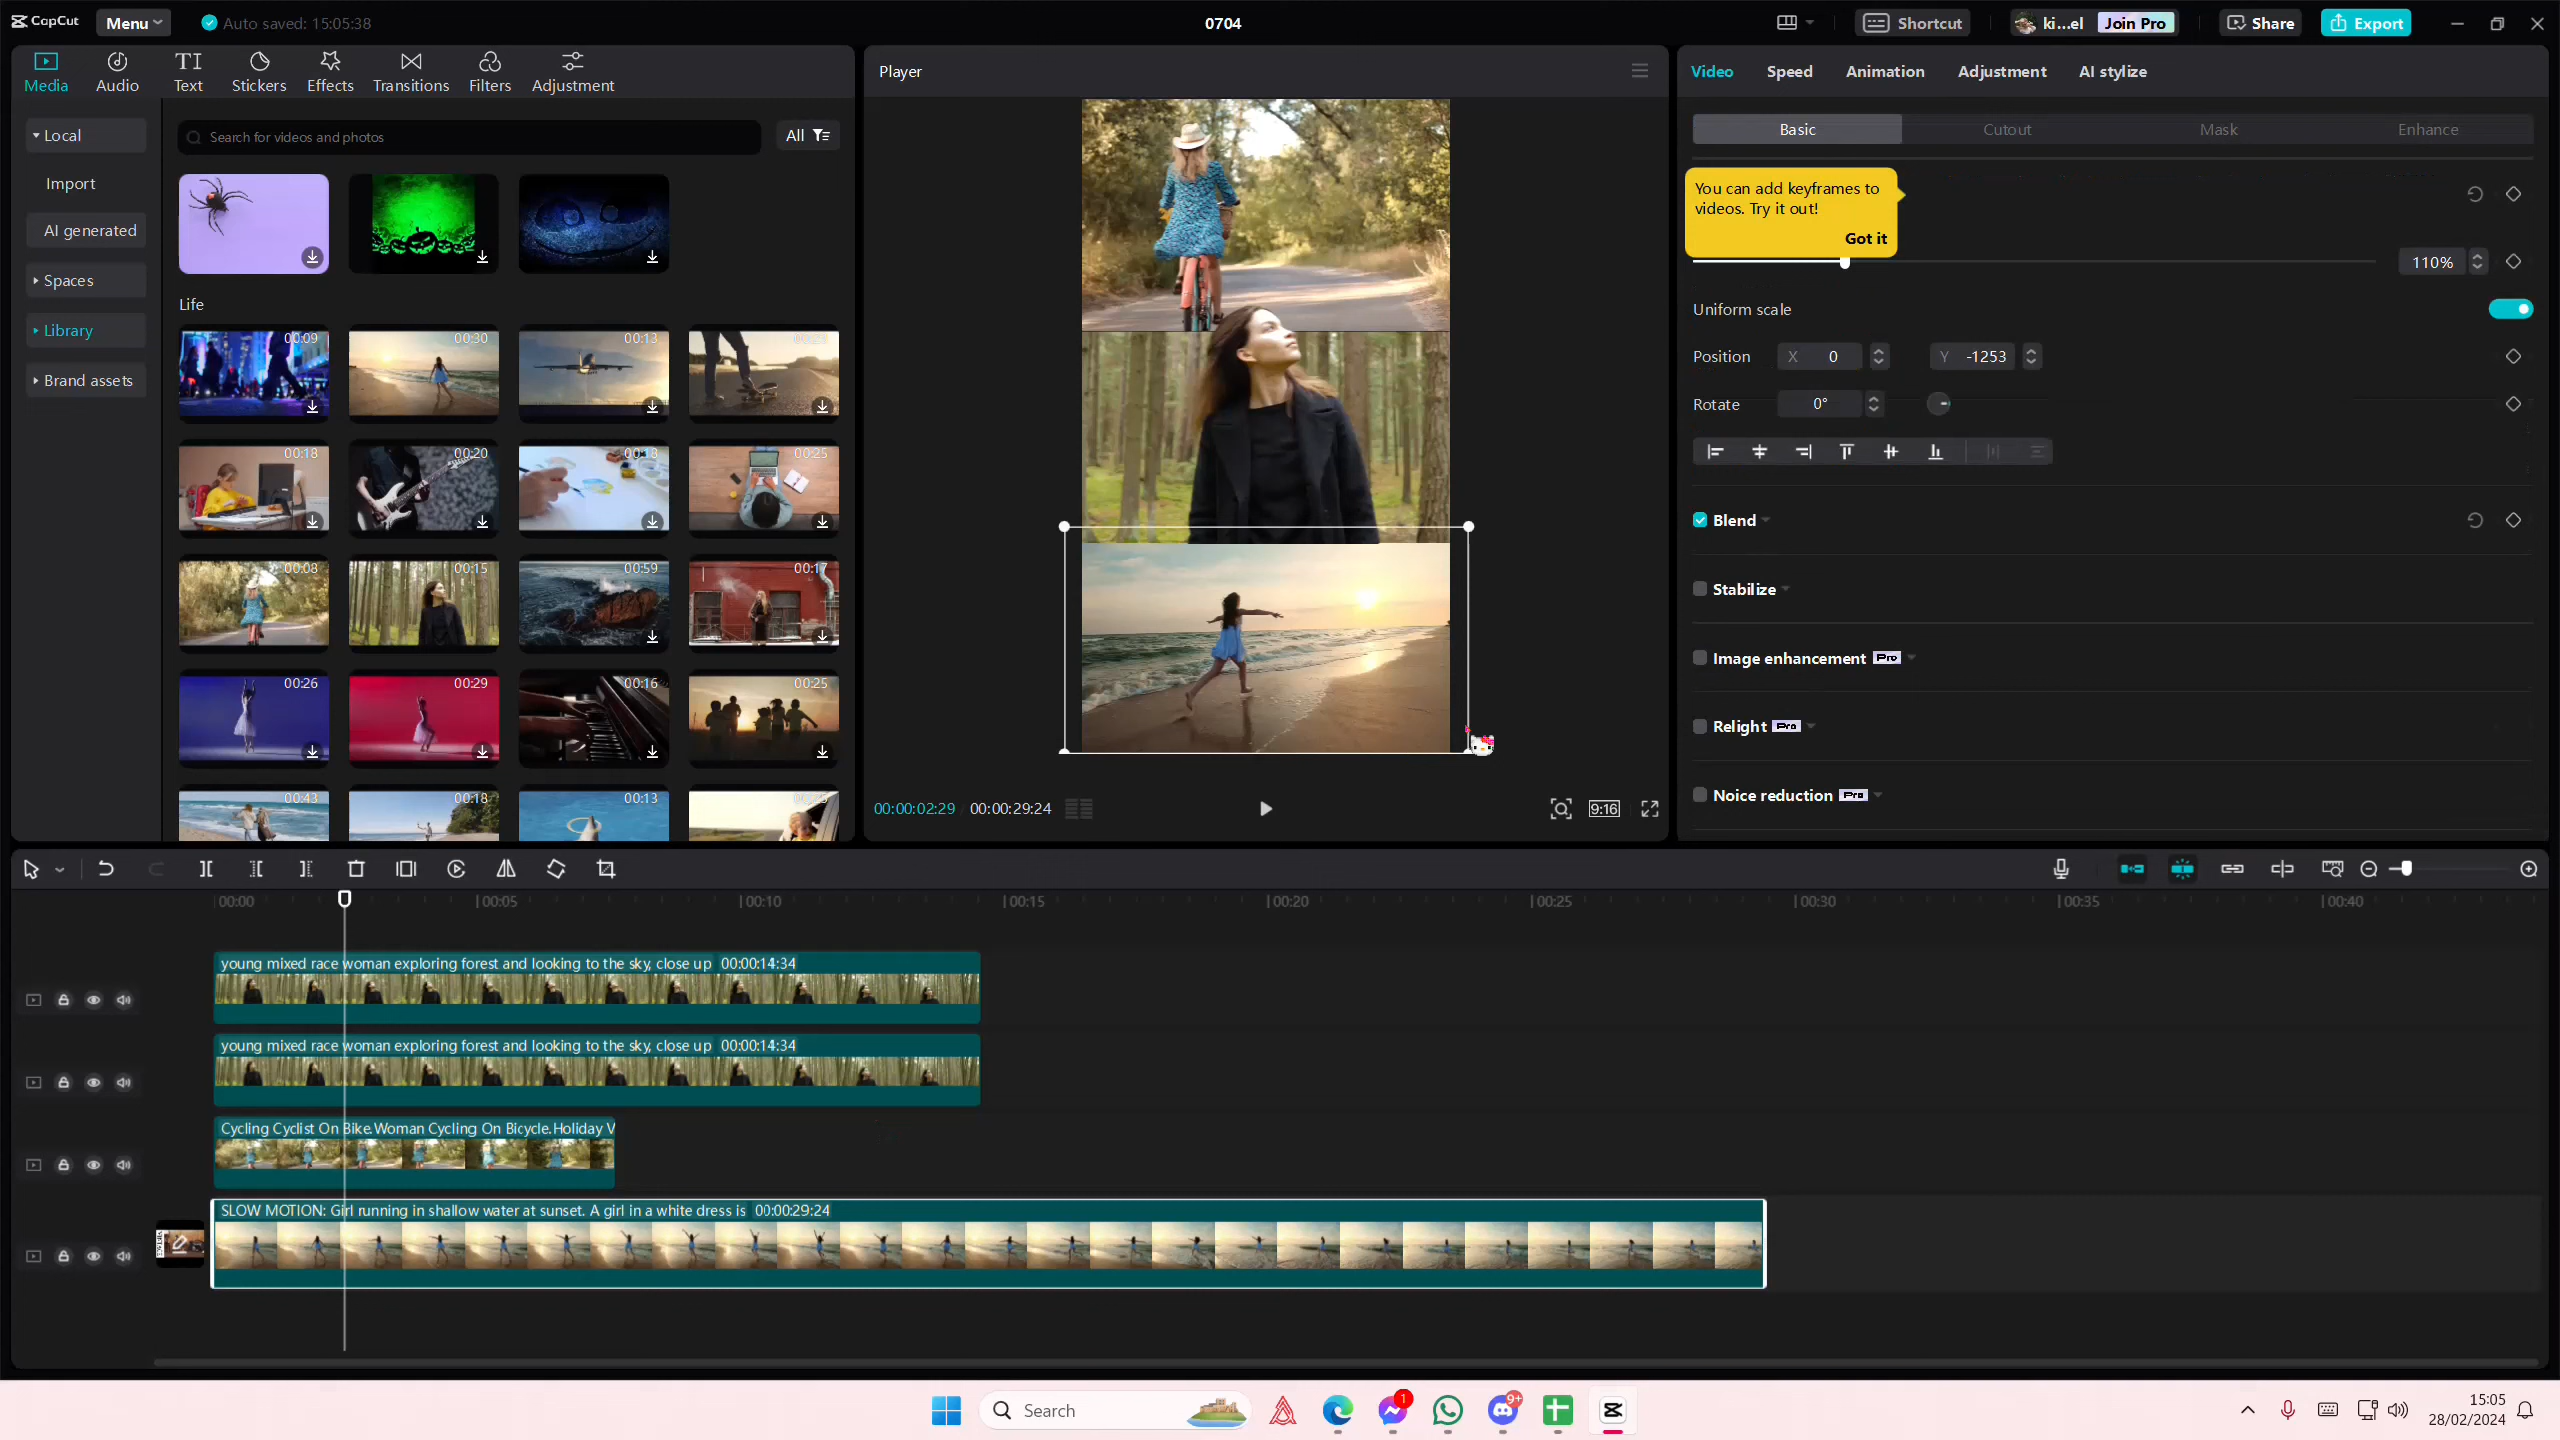 CapCut
Menu
Auto saved: 15:05:38
0704
Shortcut
ki...el
Join Pro
Share
Export
Media
Audio
TI
Text
Stickers
Effects
Transitions
Filters
Adjustment
Player
Video
Speed
Animation
Adjustment
AI stylize
Local
Import
AI generated
Spaces
Library
Brand assets
Search for videos and photos
All
Life
00:09
00:30
00:13
00:18
00:20
00:18
00:25
00:08
00:15
00:59
00:17
00:26
00:29
00:16
00:25
00:43
00:18
00:13
00:00:02:29
00:00:29:24
9:16
Basic
Cutout
Mask
Enhance
You can add keyframes to
videos. Try it out!
Got it
110%
Uniform scale
Position
X 0
Y -1253
Rotate
0°
Blend
Stabilize
Image enhancement Pro
Relight Pro
Noice reduction Pro
00:00
00:05
00:10
00:15
00:20
00:25
00:30
00:35
00:40
young mixed race woman exploring forest and looking to the sky, close up 00:00:14:34
young mixed race woman exploring forest and looking to the sky, close up 00:00:14:34
Cycling Cyclist On Bike.Woman Cycling On Bicycle.Holiday V
SLOW MOTION: Girl running in shallow water at sunset. A girl in a white dress is 00:00:29:24
Search
1
9+
15:05
28/02/2024